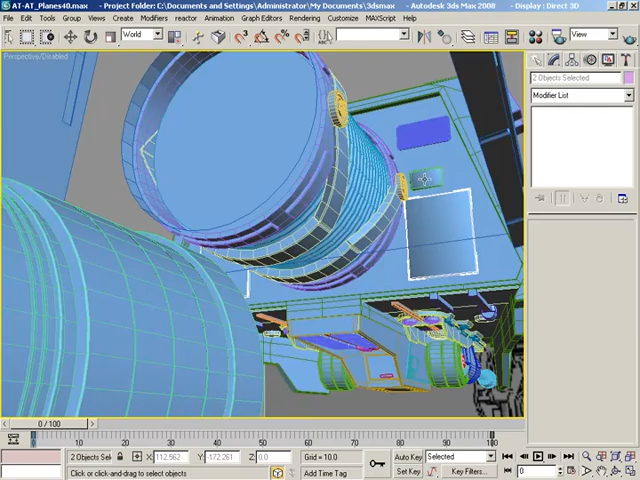 AT-AT_Planes40.max - Project Folder: C:\Documents and Settings\Administrator\My Documents\3dsmax - Autodesk 3ds Max 2008 - Display: Direct 3D
File Edit Tools Group Views Create Modifiers reactor Animation Graph Editors Rendering Customize MAXScript Help
World
View
Perspective/Disabled
2 Objects Selected
Modifier List
0 / 100
0 10 20 30 40 50 60 70 80 90 100
2 Objects Sel X: 112.562 Y: -172.261 Z: 0.0 Grid = 10.0 Auto Key Selected
Click or click-and-drag to select objects Add Time Tag Set Key Key Filters... 0